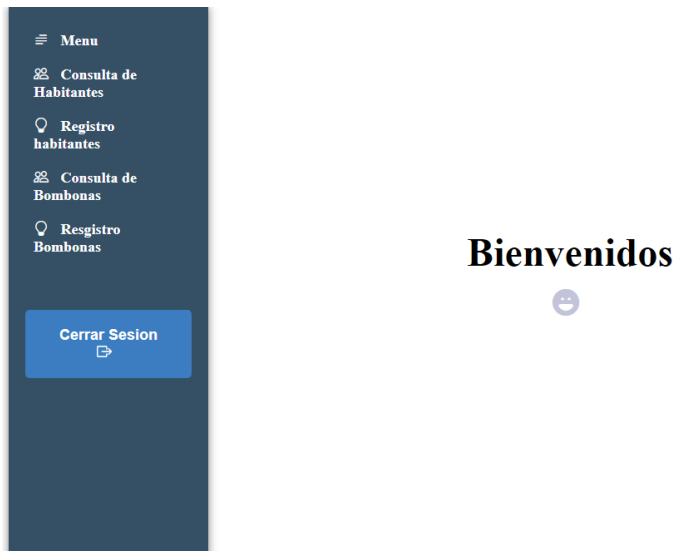 Menu
Consulta de
Habitantes
Registro
habitantes
Consulta de
Bombonas
Resgistro
Bombonas
Cerrar Sesion
Bienvenidos